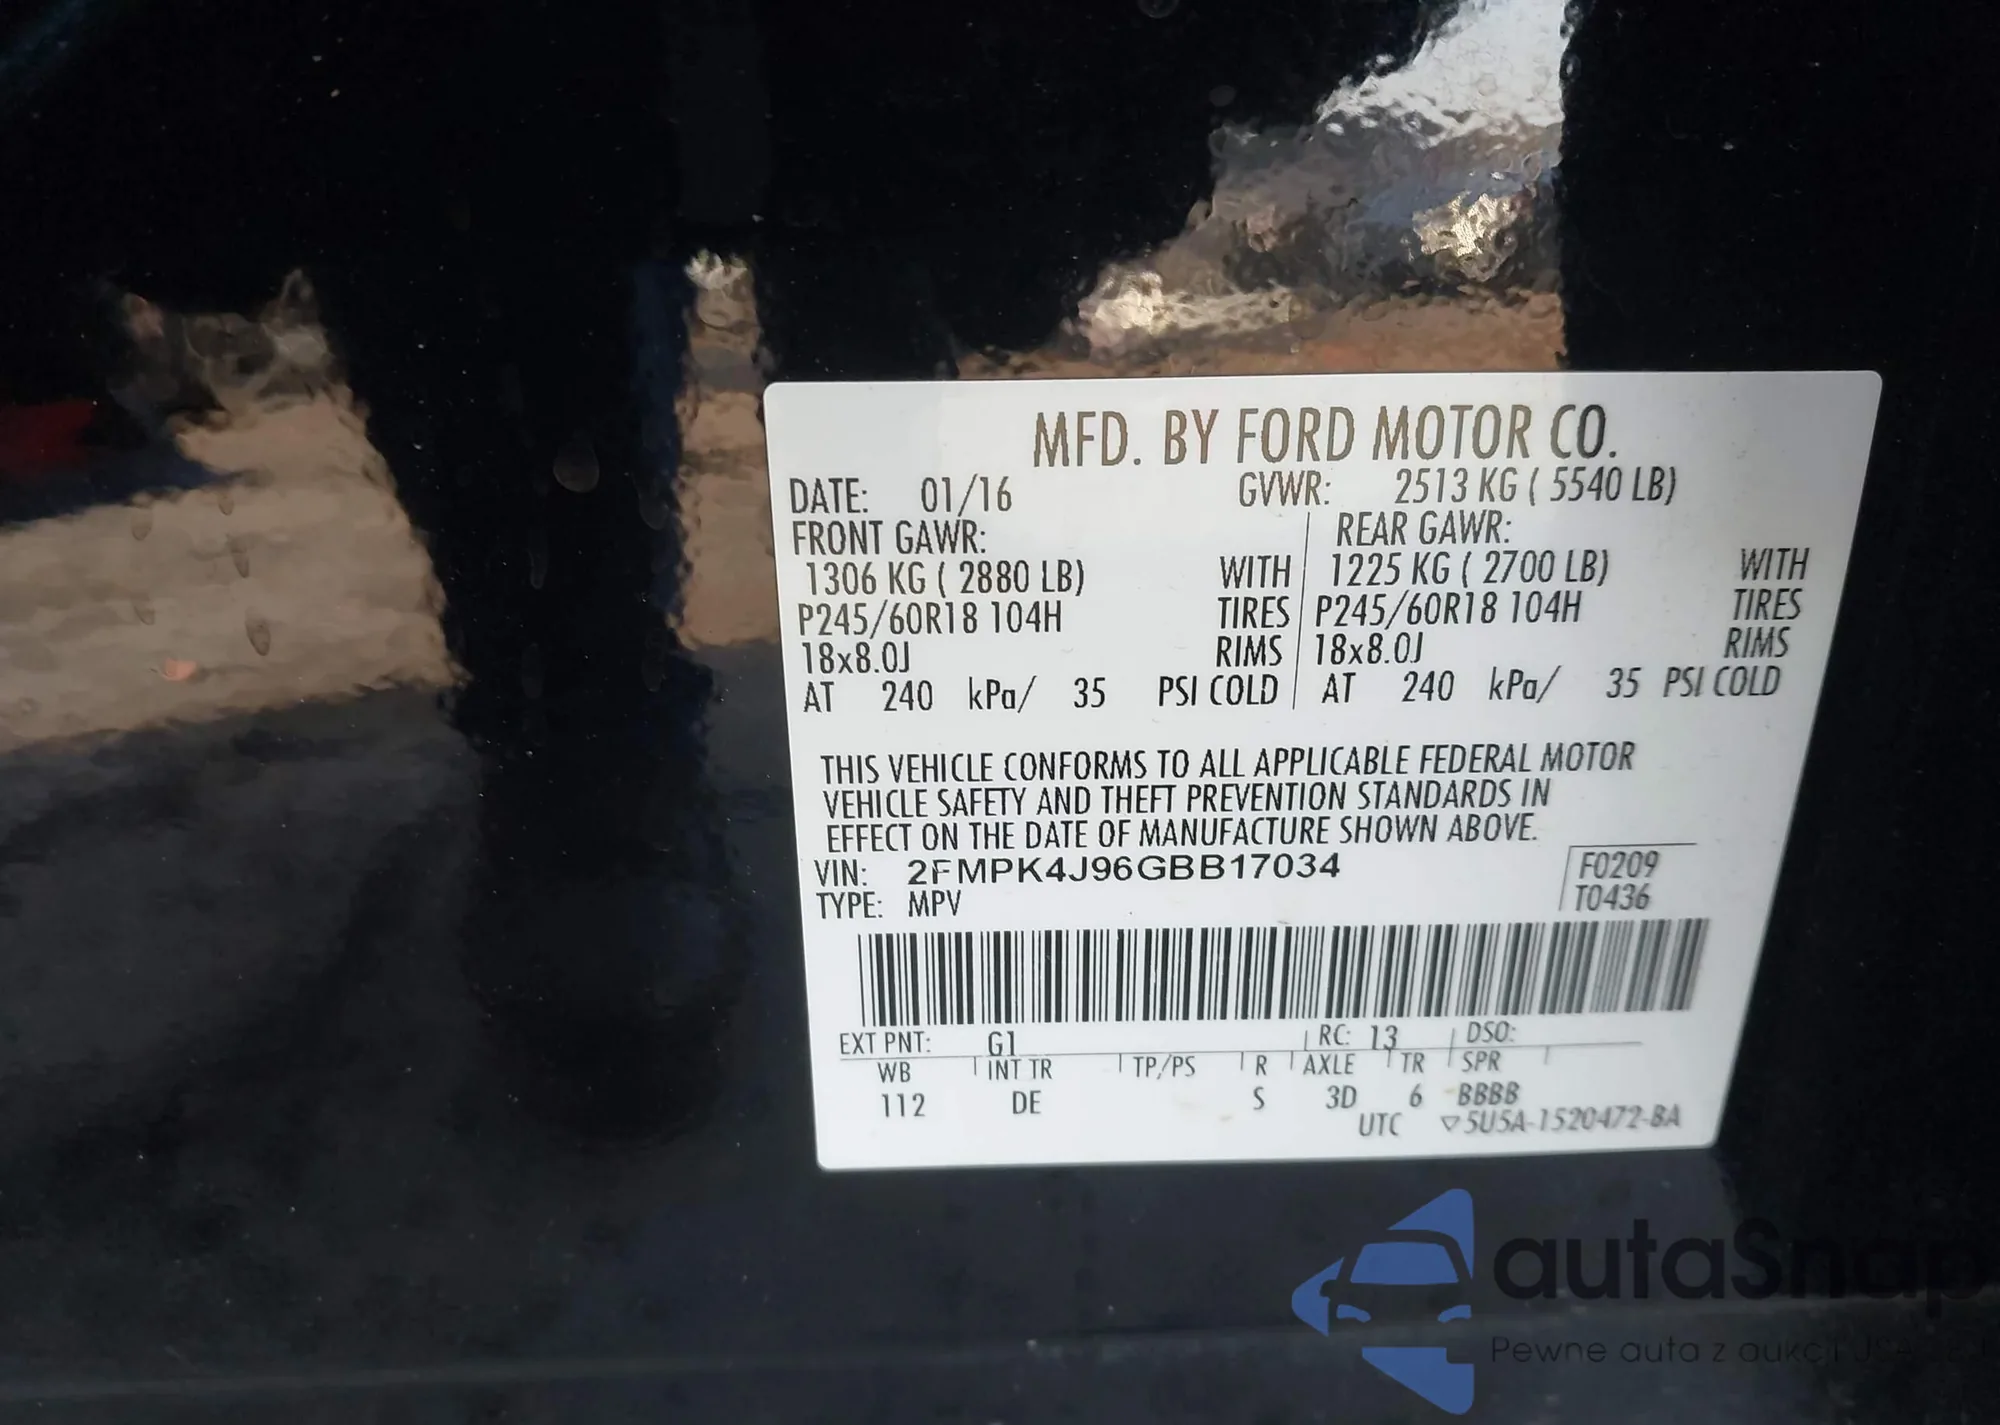 MFD. BY FORD MOTOR CO.
DATE: 01/16 GVWR: 2513 KG ( 5540 LB)
FRONT GAWR: REAR GAWR:
1306 KG ( 2880 LB) WITH 1225 KG ( 2700 LB) WITH
P245/60R18 104H TIRES P245/60R18 104H TIRES
18x8.0J RIMS 18x8.0J RIMS
AT 240 kPa/ 35 PSI COLD AT 240 kPa/ 35 PSI COLD
THIS VEHICLE CONFORMS TO ALL APPLICABLE FEDERAL MOTOR
VEHICLE SAFETY AND THEFT PREVENTION STANDARDS IN
EFFECT ON THE DATE OF MANUFACTURE SHOWN ABOVE.
VIN: 2FMPK4J96GBB17034 F0209
TYPE: MPV T0436
EXT PNT: G1 RC: 13 DSO:
WB INT TR TP/PS R AXLE TR SPR
112 DE S 3D 6 BBBB
UTC ▽5U5A-1520472-BA
autaSnap
Pewne auta z aukcji